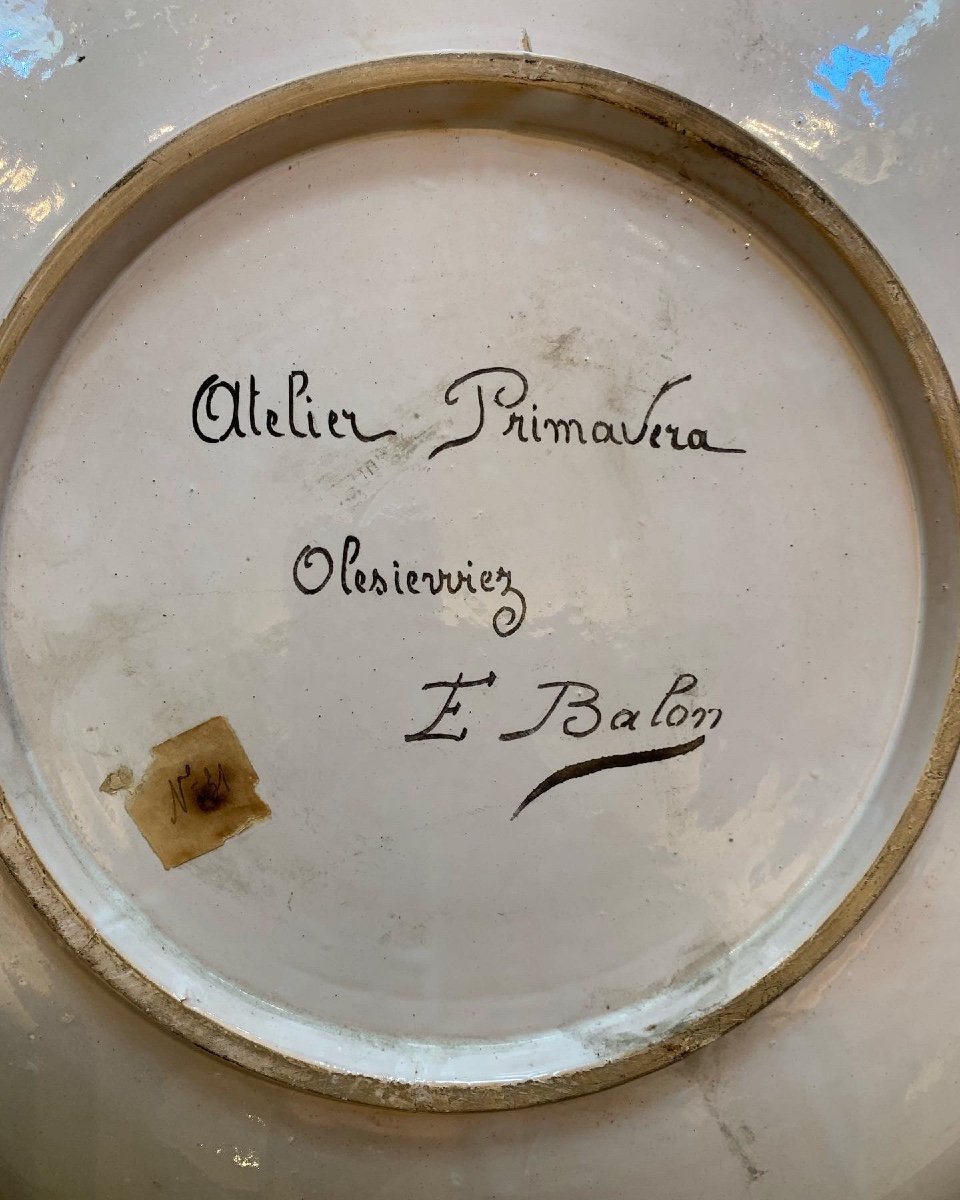 Atelier Primavera
Olesiewiez
E Balon